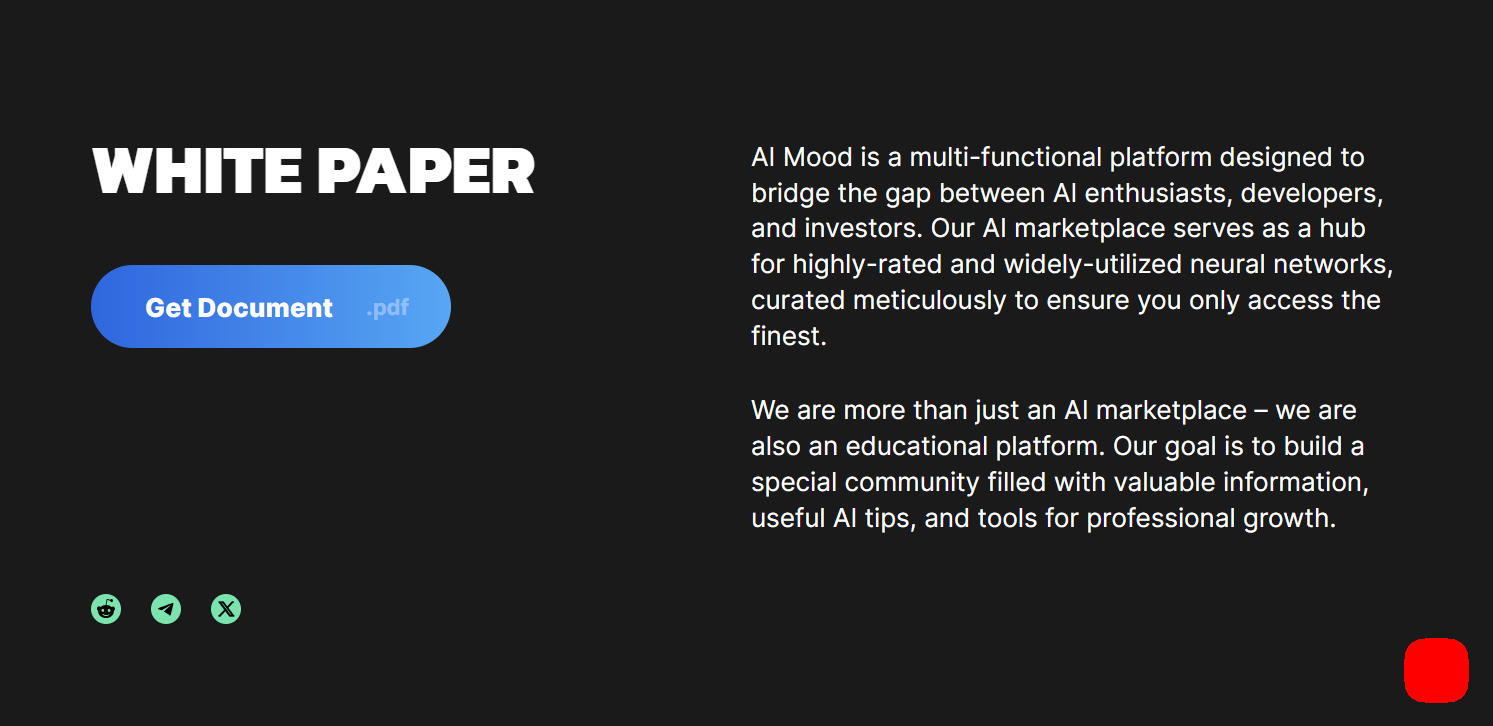 WHITE PAPER
Get Document .pdf
AI Mood is a multi-functional platform designed to
bridge the gap between AI enthusiasts, developers,
and investors. Our AI marketplace serves as a hub
for highly-rated and widely-utilized neural networks,
curated meticulously to ensure you only access the
finest.
We are more than just an AI marketplace – we are
also an educational platform. Our goal is to build a
special community filled with valuable information,
useful AI tips, and tools for professional growth.